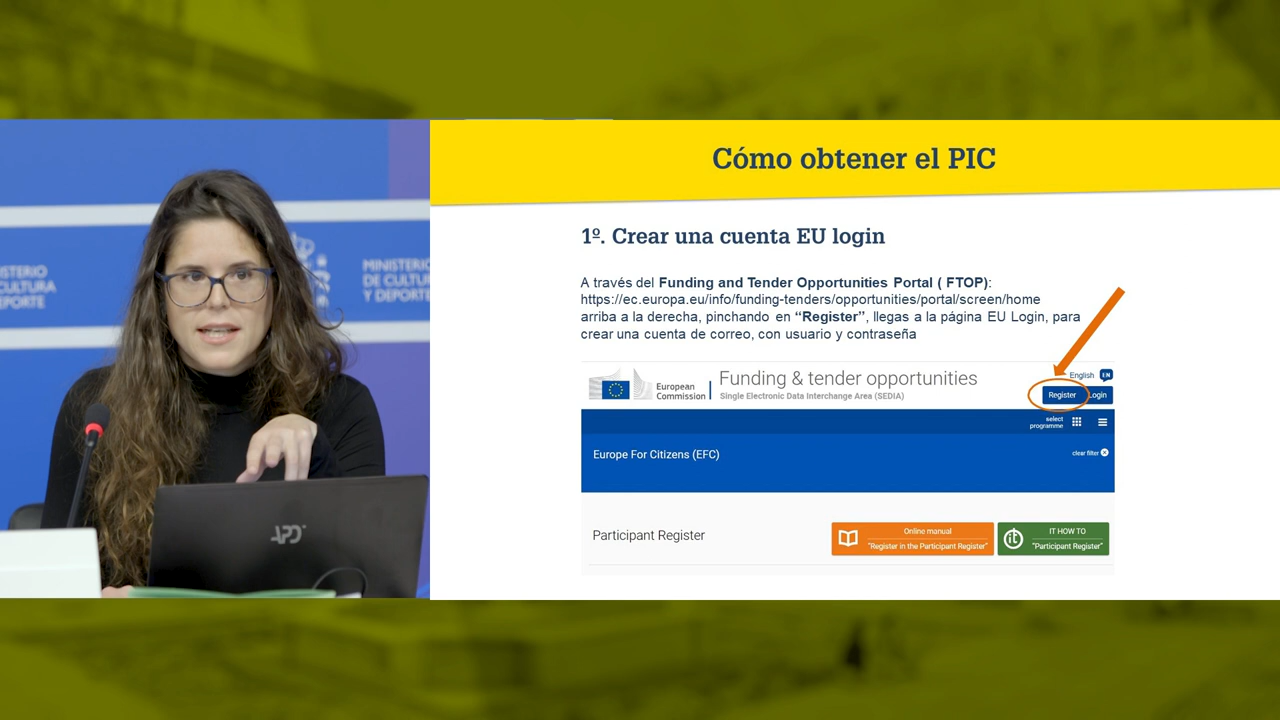 Cómo obtener el PIC
1º. Crear una cuenta EU login
A través del Funding and Tender Opportunities Portal ( FTOP):
https://ec.europa.eu/info/funding-tenders/opportunities/portal/screen/home
arriba a la derecha, pinchando en “Register”, llegas a la página EU Login, para
crear una cuenta de correo, con usuario y contraseña
European
Commission
Funding & tender opportunities
Single Electronic Data Interchange Area (SEDIA)
English EN
Register Login
select
programme
Europe For Citizens (EFC)
clear filter
Participant Register
Online manual
"Register in the Participant Register"
it
IT HOW TO
"Participant Register"
MINISTERIO
DE CULTURA
Y DEPORTE
APD